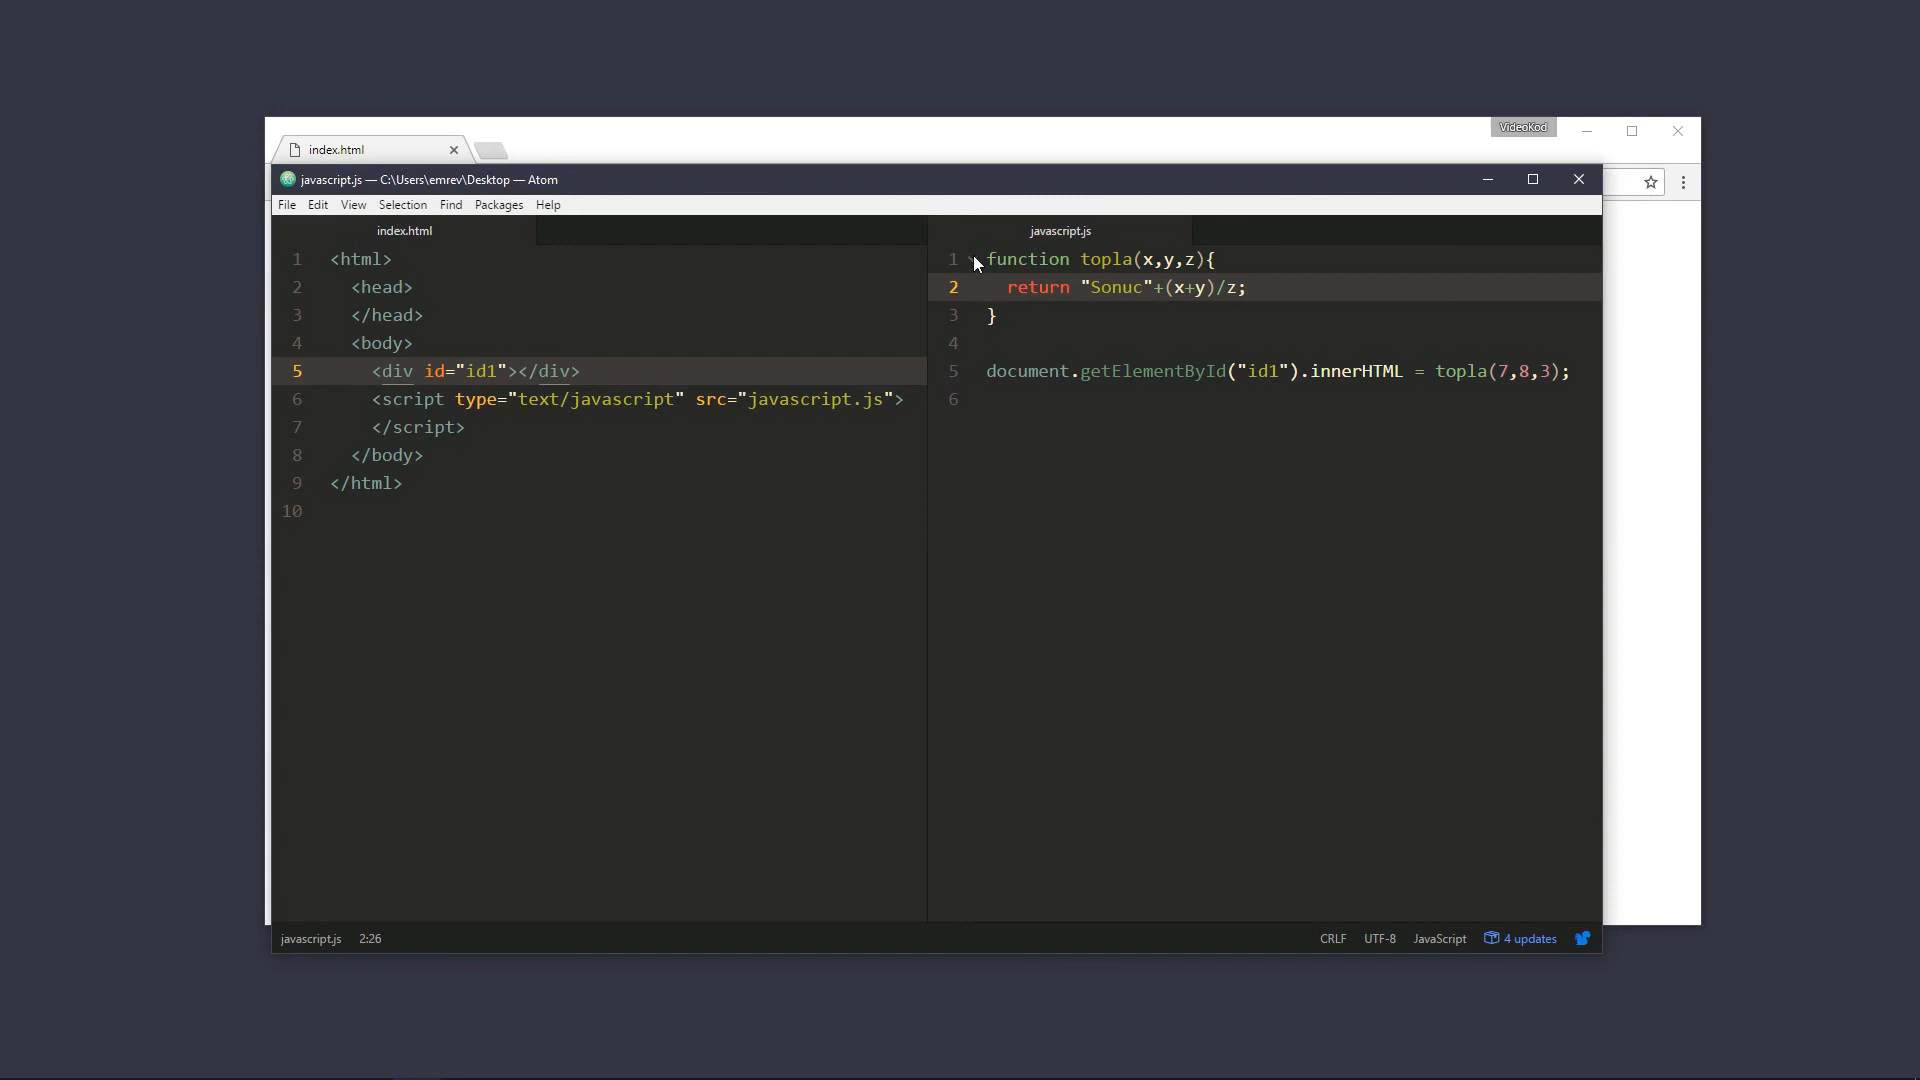 VideoKod
index.html
javascript.js — C:\Users\emrev\Desktop — Atom
File Edit View Selection Find Packages Help
index.html
1 <html>
2 <head>
3 </head>
4 <body>
5 <div id="id1"></div>
6 <script type="text/javascript" src="javascript.js">
7 </script>
8 </body>
9 </html>
10
javascript.js
1 function topla(x,y,z){
2 return "Sonuc"+(x+y)/z;
3 }
4
5 document.getElementById("id1").innerHTML = topla(7,8,3);
6
javascript.js 2:26 CRLF UTF-8 JavaScript 4 updates